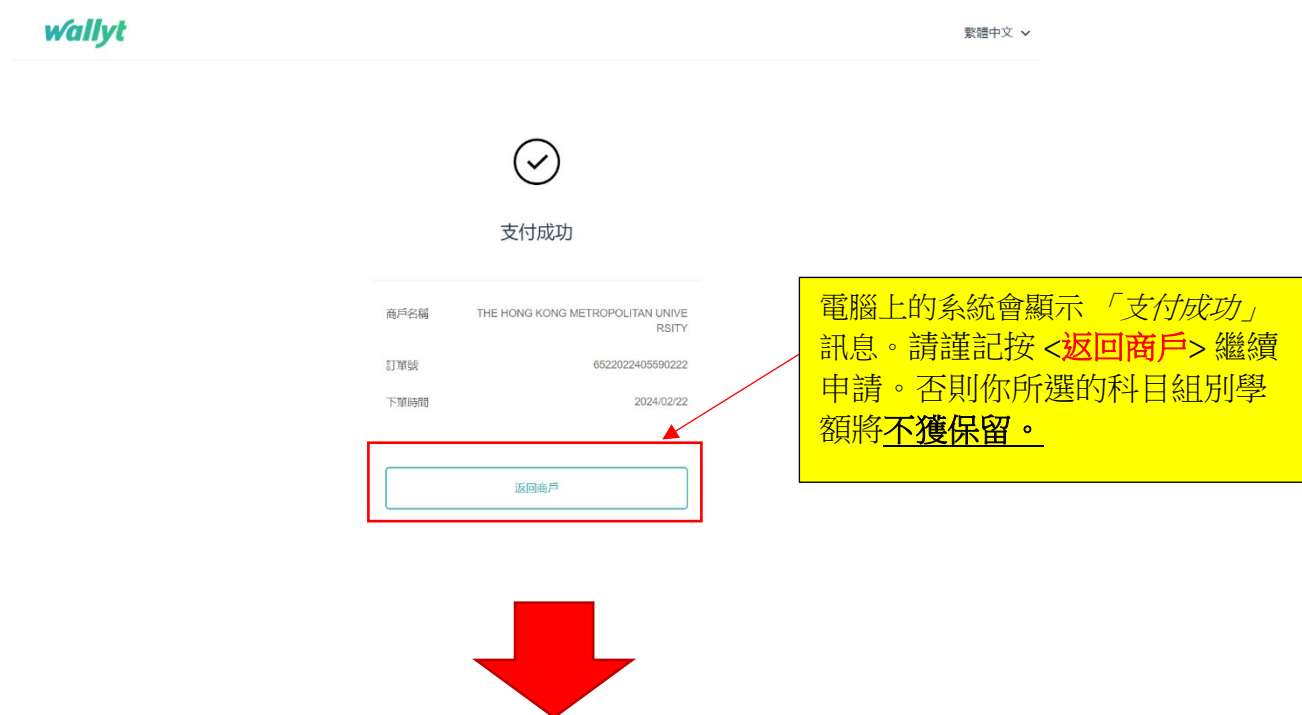 wallyt
繁體中文
支付成功
商戶名稱
THE HONG KONG METROPOLITAN UNIVE
RSITY
訂單號
6522022405590222
下單時間
2024/02/22
返回商戶
電腦上的系統會顯示「支付成功」
訊息。請謹記按 <返回商戶> 繼續
申請。否則你所選的科目組別學
額將不獲保留。